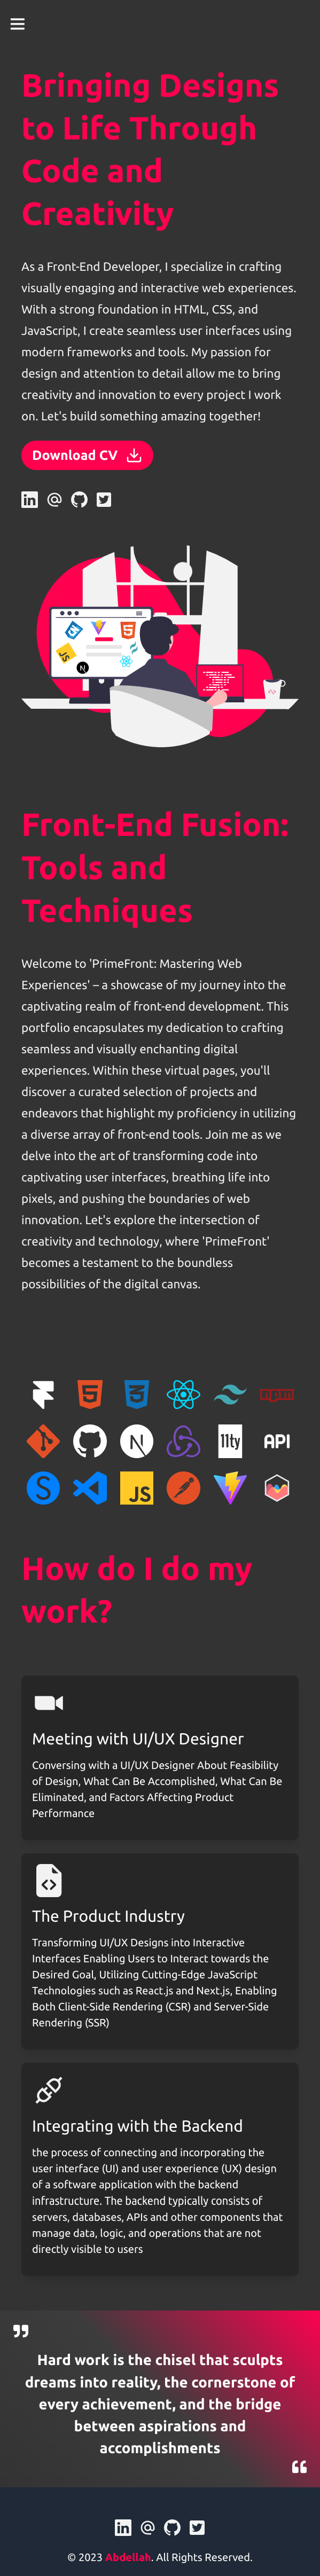 Bringing Designs
to Life Through
Code and
Creativity
As a Front-End Developer, I specialize in crafting
visually engaging and interactive web experiences.
With a strong foundation in HTML, CSS, and
JavaScript, I create seamless user interfaces using
modern frameworks and tools. My passion for
design and attention to detail allow me to bring
creativity and innovation to every project I work
on. Let's build something amazing together!
Download CV
in
JS
N
Front-End Fusion:
Tools and
Techniques
Welcome to 'PrimeFront: Mastering Web
Experiences' – a showcase of my journey into the
captivating realm of front-end development. This
portfolio encapsulates my dedication to crafting
seamless and visually enchanting digital
experiences. Within these virtual pages, you'll
discover a curated selection of projects and
endeavors that highlight my proficiency in utilizing
a diverse array of front-end tools. Join me as we
delve into the art of transforming code into
captivating user interfaces, breathing life into
pixels, and pushing the boundaries of web
innovation. Let's explore the intersection of
creativity and technology, where 'PrimeFront'
becomes a testament to the boundless
possibilities of the digital canvas.
5 3 npm
N 11ty API
S JS
How do I do my
work?
Meeting with UI/UX Designer
Conversing with a UI/UX Designer About Feasibility
of Design, What Can Be Accomplished, What Can Be
Eliminated, and Factors Affecting Product
Performance
The Product Industry
Transforming UI/UX Designs into Interactive
Interfaces Enabling Users to Interact towards the
Desired Goal, Utilizing Cutting-Edge JavaScript
Technologies such as React.js and Next.js, Enabling
Both Client-Side Rendering (CSR) and Server-Side
Rendering (SSR)
Integrating with the Backend
the process of connecting and incorporating the
user interface (UI) and user experience (UX) design
of a software application with the backend
infrastructure. The backend typically consists of
servers, databases, APIs and other components that
manage data, logic, and operations that are not
directly visible to users
Hard work is the chisel that sculpts
dreams into reality, the cornerstone of
every achievement, and the bridge
between aspirations and
accomplishments
in
© 2023 Abdellah. All Rights Reserved.